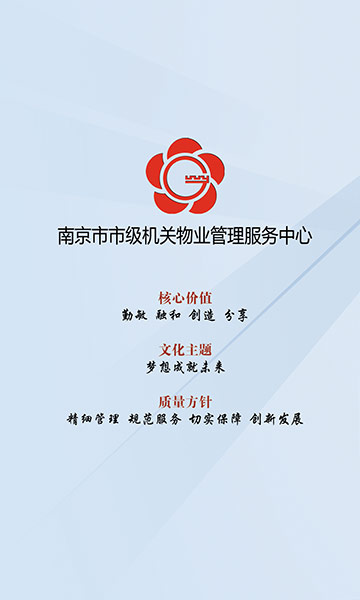 南京市市级机关物业管理服务中心
核心价值
勤敏 融和 创造 分享
文化主题
梦想成就未来
质量方针
精细管理 规范服务 切实保障 创新发展